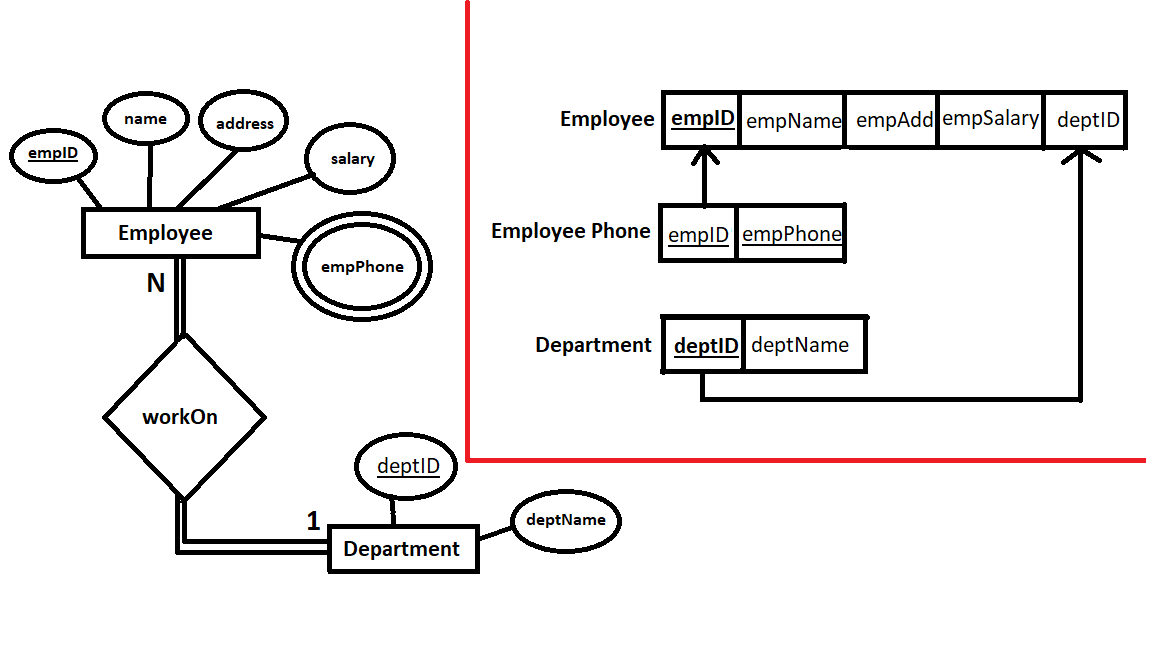 empID
name
address
salary
Employee
empPhone
N
workOn
deptID
1
deptName
Department
Employee
empID empName empAdd empSalary deptID
Employee Phone
empID empPhone
Department
deptID deptName